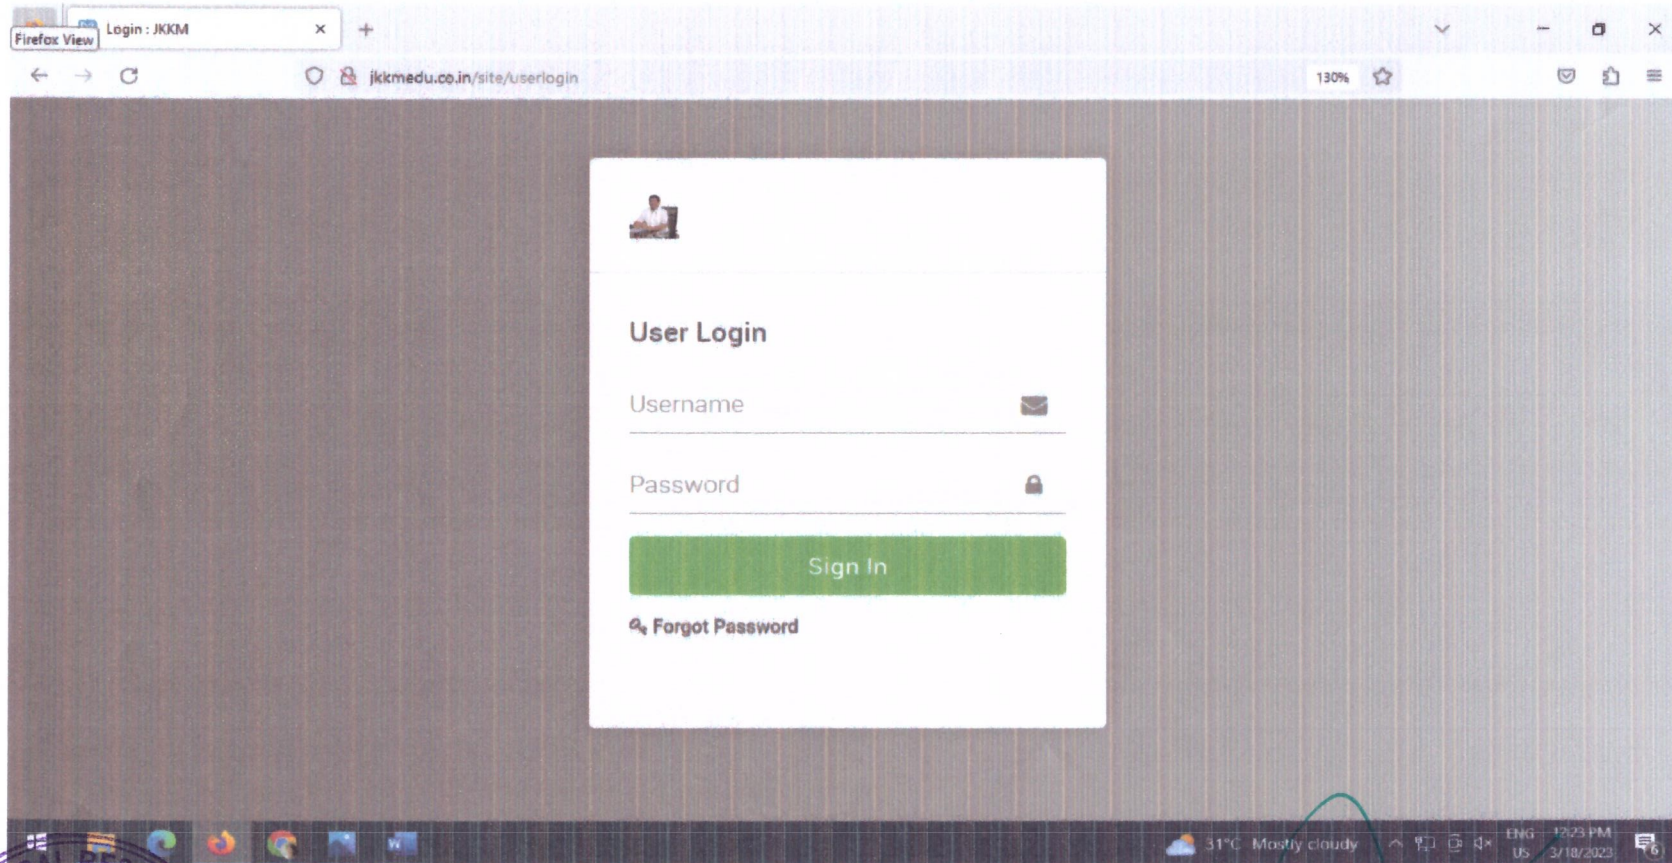 Login : JKKM
Firefox View
jkkmedu.co.in/site/userlogin
130%
User Login
Username
Password
Sign In
Forgot Password
31°C Mostly cloudy
ENG
US
12:23 PM
3/18/2023
6